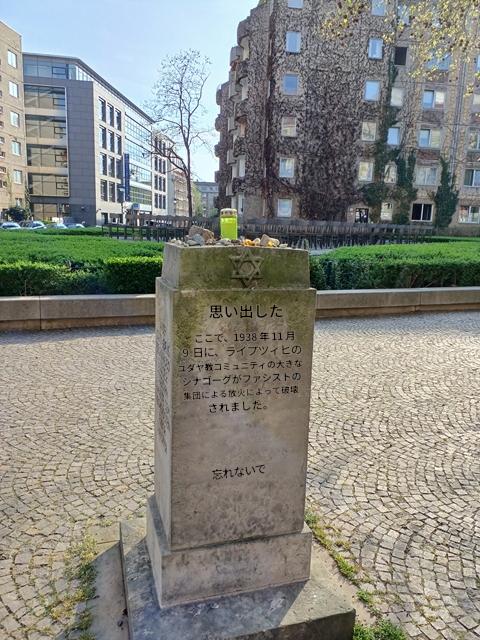 思い出した
ここで、1938年11月
9日に、ライプツィヒの
ユダヤ教コミュニティの大きな
シナゴーグがファシストの
集団による放火によって破壊
されました。
忘れないで